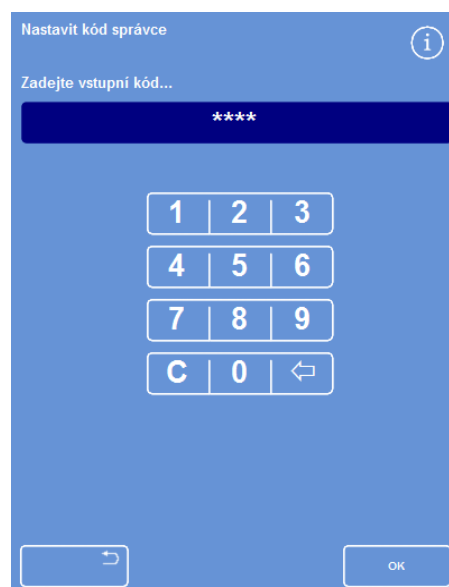 Nastavit kód správce
i
Zadejte vstupní kód...
****
1 2 3
4 5 6
7 8 9
C 0
OK